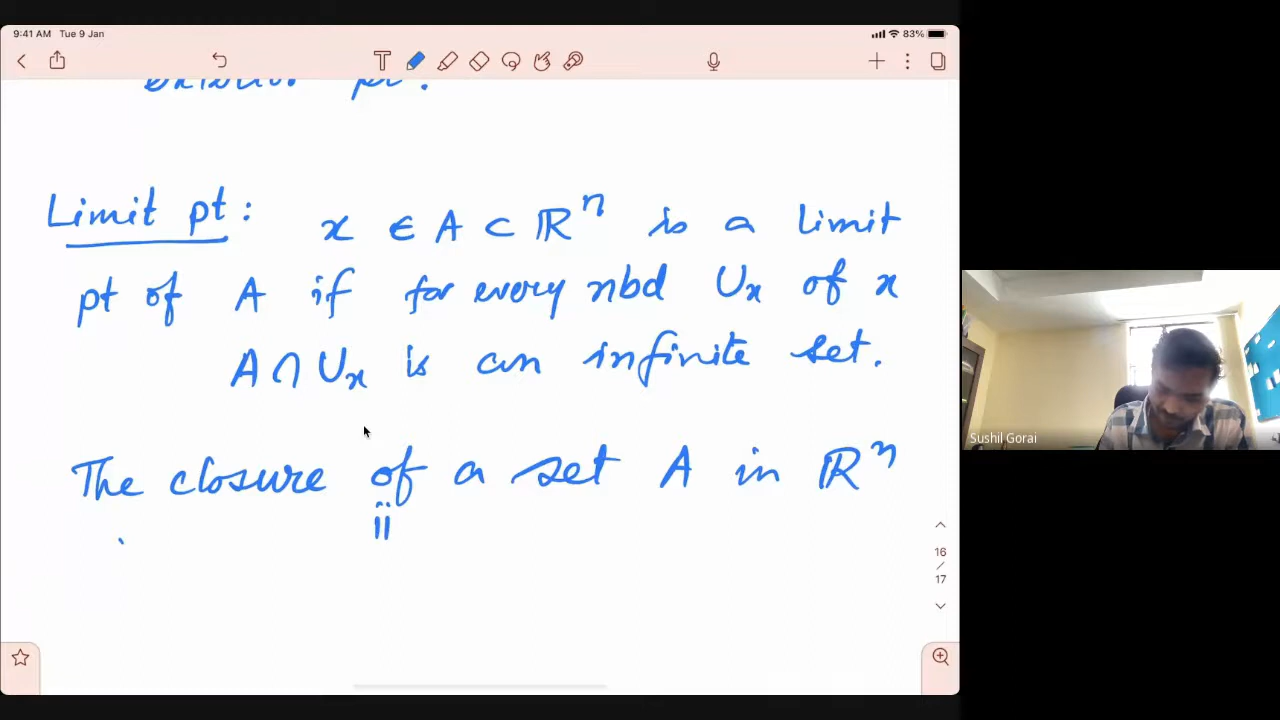 9:41 AM Tue 9 Jan
83%
pt.
Limit pt: x ∈ A ⊂ ℝⁿ is a limit
pt of A if for every nbd Uₓ of x
A ∩ Uₓ is an infinite set.
The closure of a set A in ℝⁿ
16
/
17
Sushil Gorai